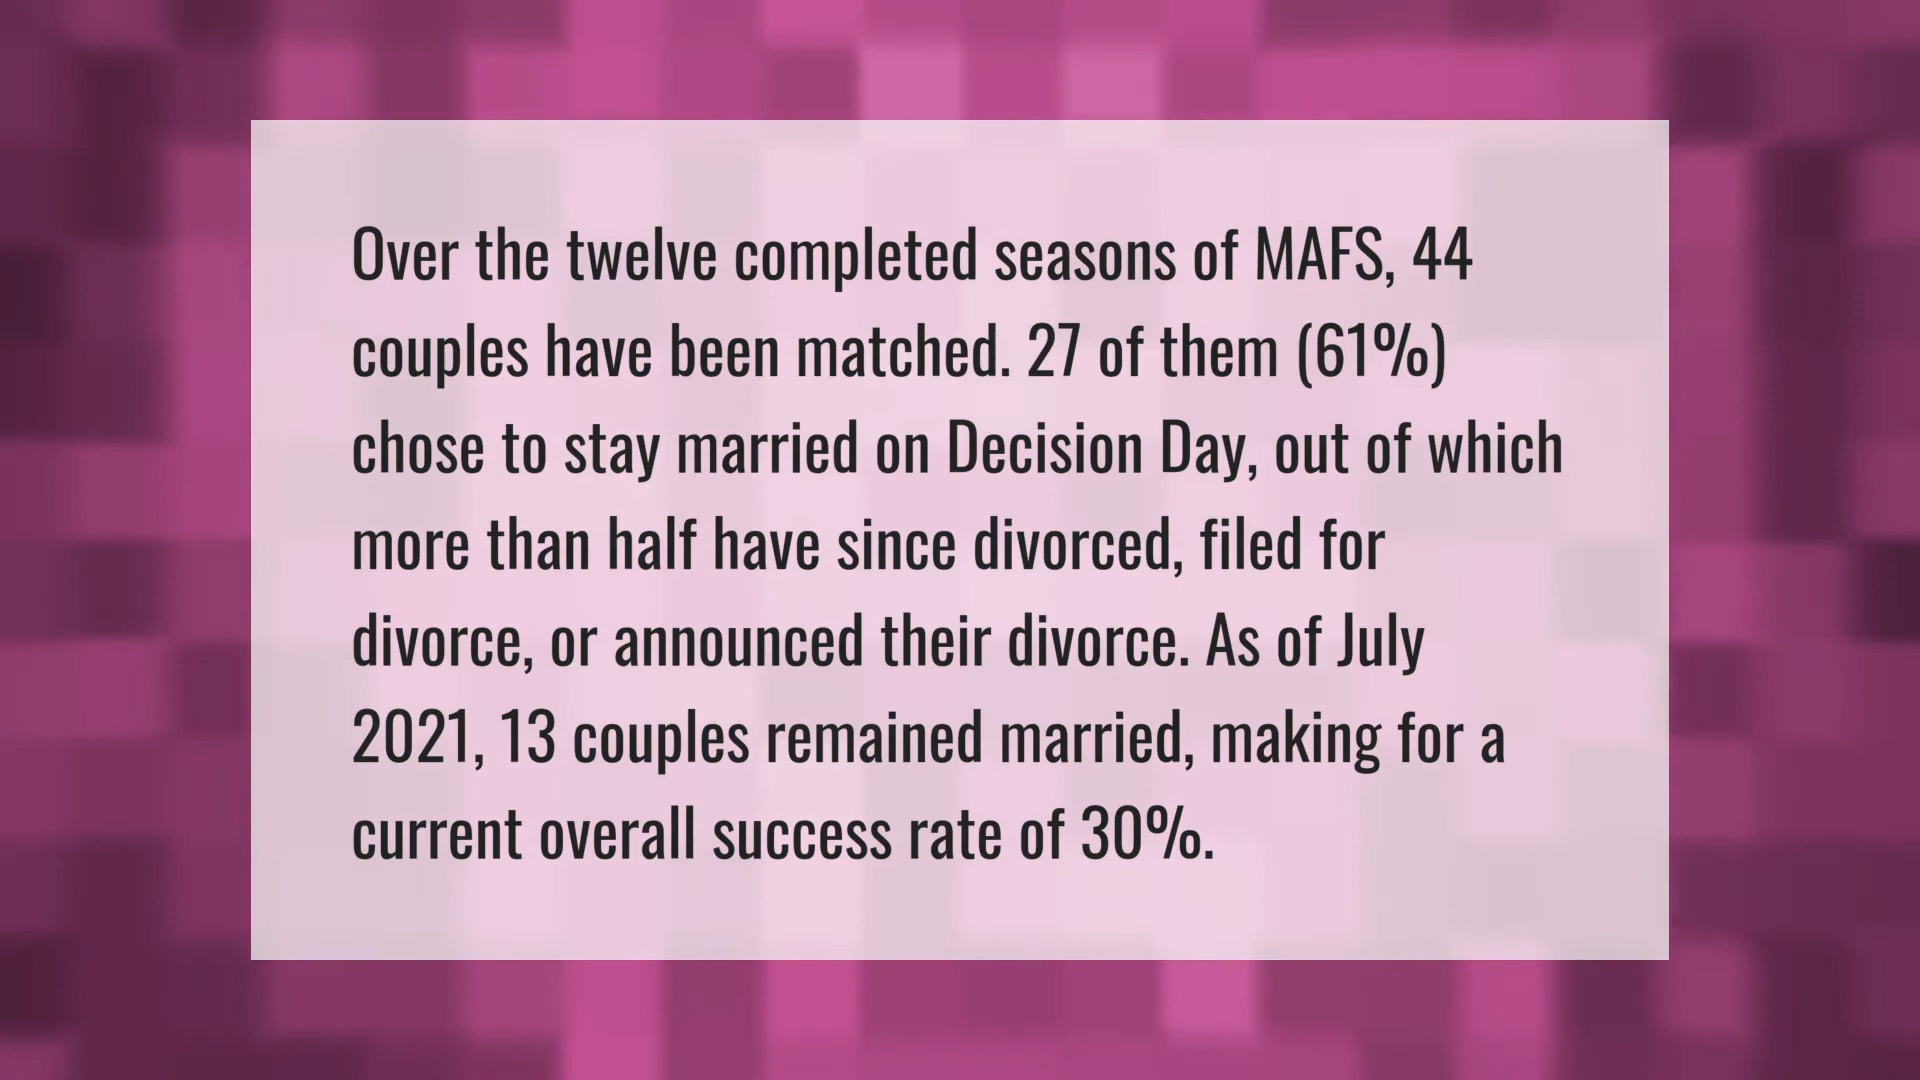 Over the twelve completed seasons of MAFS, 44
couples have been matched. 27 of them (61%)
chose to stay married on Decision Day, out of which
more than half have since divorced, filed for
divorce, or announced their divorce. As of July
2021, 13 couples remained married, making for a
current overall success rate of 30%.